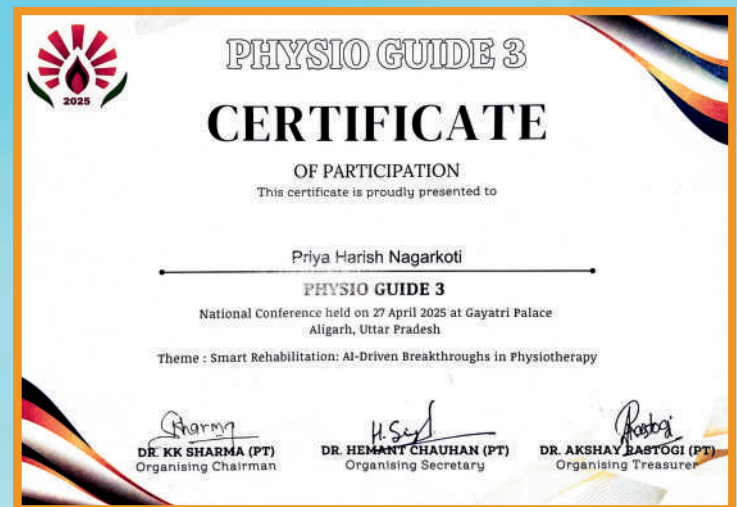 2025
PHYSIO GUIDE 3
CERTIFICATE
OF PARTICIPATION
This certificate is proudly presented to
Priya Harish Nagarkoti
PHYSIO GUIDE 3
National Conference held on 27 April 2025 at Gayatri Palace
Aligarh, Uttar Pradesh
Theme : Smart Rehabilitation: AI-Driven Breakthroughs in Physiotherapy
Sharma
H. Sing
Rastogi
DR. KK SHARMA (PT)
DR. HEMANT CHAUHAN (PT)
DR. AKSHAY RASTOGI (PT)
Organising Chairman
Organising Secretary
Organising Treasurer